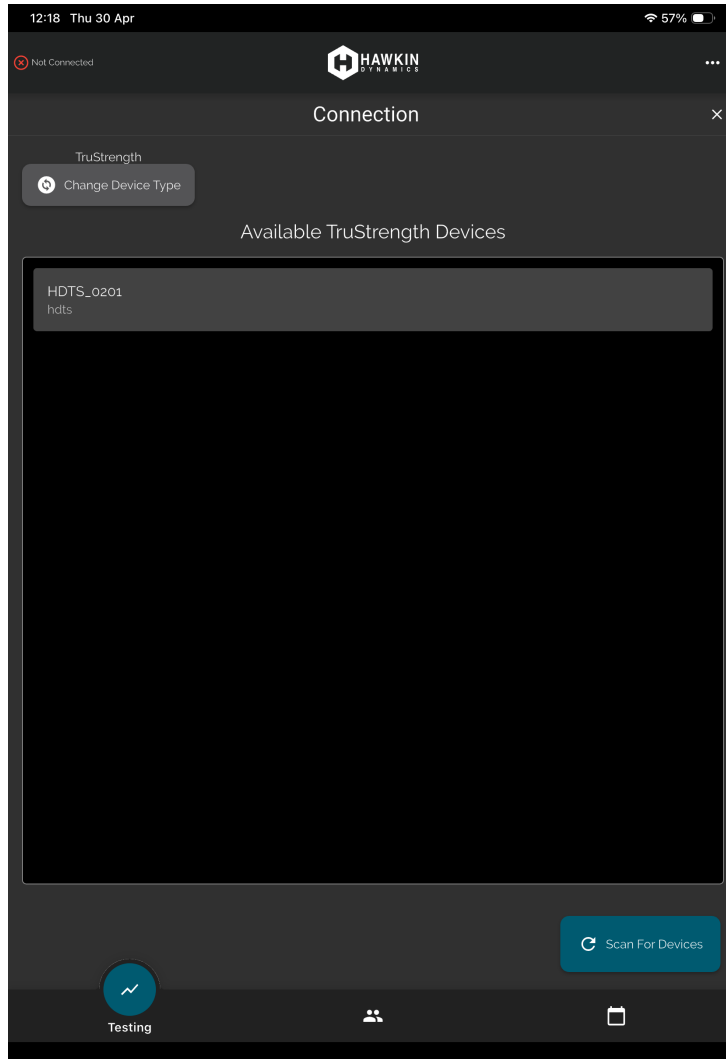 12:18 Thu 30 Apr
57%
Not Connected
HAWKIN
DYNAMICS
Connection
TruStrength
Change Device Type
Available TruStrength Devices
HDTS_0201
hdts
Scan For Devices
Testing